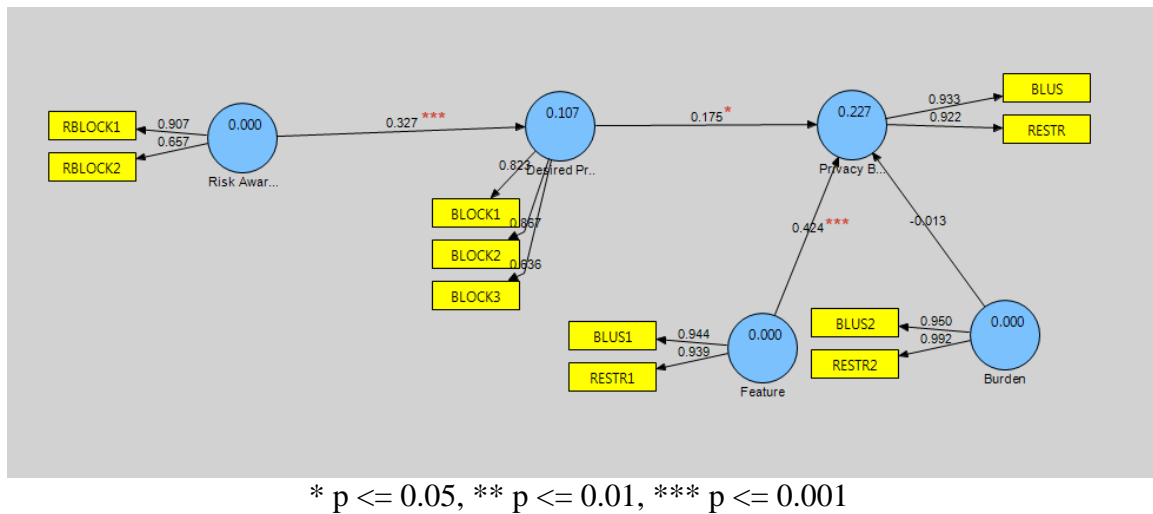 BLUS
0.933
0.227
0.107
0.907
0.000
RBLOCK1
0.327 ***
0.175 *
0.922
RESTR
0.657
RBLOCK2
0.823
Desired Pr..
Privacy B...
Risk Awar...
BLOCK1
0.867
0.424 ***
-0.013
BLOCK2
0.636
BLOCK3
BLUS2
0.950
0.000
BLUS1
0.944
0.000
0.992
0.939
RESTR2
RESTR1
Burden
Feature
* p <= 0.05, ** p <= 0.01, *** p <= 0.001